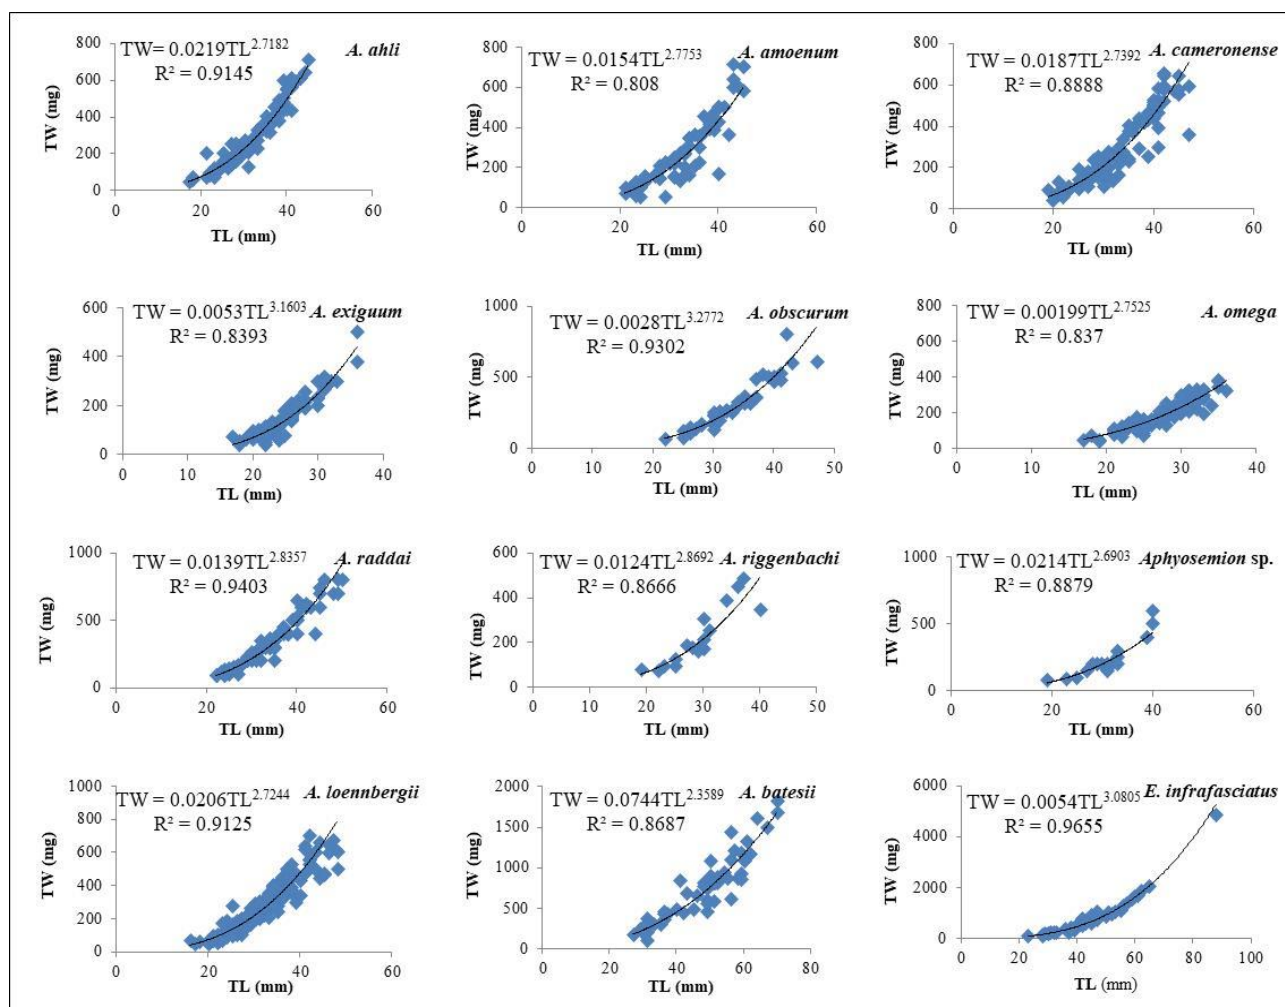 TW= 0.0219TL2.7182
R² = 0.9145
A. ahli
800
600
400
200
0
0 20 40 60
TW (mg)
TL (mm)
TW = 0.0154TL2.7753
R² = 0.808
A. amoenum
800
600
400
200
0
0 20 40 60
TW (mg)
TL (mm)
TW = 0.0187TL2.7392
R² = 0.8888
A. cameronense
800
600
400
200
0
0 20 40 60
TW (mg)
TL (mm)
TW = 0.0053TL3.1603
R² = 0.8393
A. exiguum
600
400
200
0
0 10 20 30 40
TW (mg)
TL (mm)
TW = 0.0028TL3.2772
R² = 0.9302
A. obscurum
1000
500
0
0 10 20 30 40 50
TW (mg)
TL (mm)
TW = 0.00199TL2.7525
R² = 0.837
A. omega
800
600
400
200
0
0 10 20 30 40
TW (mg)
TL (mm)
TW = 0.0139TL2.8357
R² = 0.9403
A. raddai
1000
500
0
0 20 40 60
TW (mg)
TL (mm)
TW = 0.0124TL2.8692
R² = 0.8666
A. riggenbachi
600
400
200
0
0 10 20 30 40 50
TW (mg)
TL (mm)
TW = 0.0214TL2.6903
R² = 0.8879
Aphyosemion sp.
1000
500
0
0 20 40 60
TW (mg)
TL (mm)
TW = 0.0206TL2.7244
R² = 0.9125
A. loennbergii
1000
800
600
400
200
0
0 20 40 60
TW (mg)
TL (mm)
TW = 0.0744TL2.3589
R² = 0.8687
A. batesii
2000
1500
1000
500
0
0 20 40 60 80
TW (mg)
TL (mm)
TW = 0.0054TL3.0805
R² = 0.9655
E. infrafasciatus
6000
4000
2000
0
0 20 40 60 80 100
TW (mg)
TL (mm)